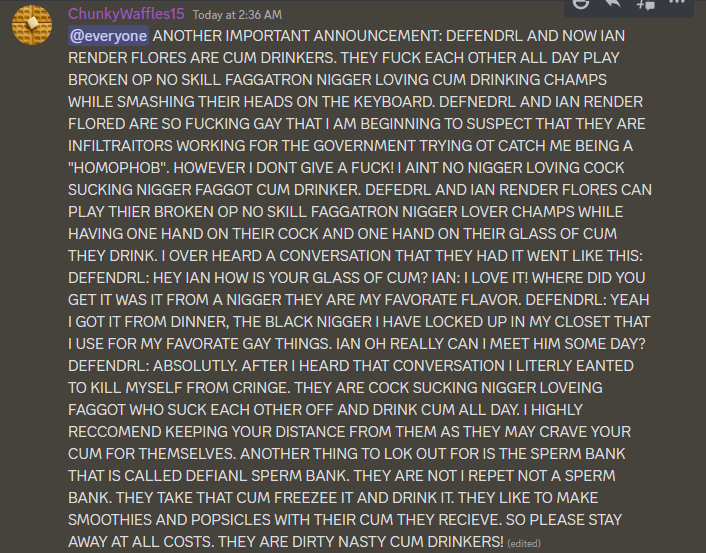 ChunkyWaffles15 Today at 2:36 AM
@everyone ANOTHER IMPORTANT ANNOUNCEMENT: DEFENDRL AND NOW IAN
RENDER FLORES ARE CUM DRINKERS. THEY FUCK EACH OTHER ALL DAY PLAY
BROKEN OP NO SKILL FAGGATRON NIGGER LOVING CUM DRINKING CHAMPS
WHILE SMASHING THEIR HEADS ON THE KEYBOARD. DEFNEDRL AND IAN RENDER
FLORED ARE SO FUCKING GAY THAT I AM BEGINNING TO SUSPECT THAT THEY ARE
INFILTRAITORS WORKING FOR THE GOVERNMENT TRYING OT CATCH ME BEING A
"HOMOPHOB". HOWEVER I DONT GIVE A FUCK! I AINT NO NIGGER LOVING COCK
SUCKING NIGGER FAGGOT CUM DRINKER. DEFEDRL AND IAN RENDER FLORES CAN
PLAY THIER BROKEN OP NO SKILL FAGGATRON NIGGER LOVER CHAMPS WHILE
HAVING ONE HAND ON THEIR COCK AND ONE HAND ON THEIR GLASS OF CUM
THEY DRINK. I OVER HEARD A CONVERSATION THAT THEY HAD IT WENT LIKE THIS:
DEFENDRL: HEY IAN HOW IS YOUR GLASS OF CUM? IAN: I LOVE IT! WHERE DID YOU
GET IT WAS IT FROM A NIGGER THEY ARE MY FAVORATE FLAVOR. DEFENDRL: YEAH
I GOT IT FROM DINNER, THE BLACK NIGGER I HAVE LOCKED UP IN MY CLOSET THAT
I USE FOR MY FAVORATE GAY THINGS. IAN OH REALLY CAN I MEET HIM SOME DAY?
DEFENDRL: ABSOLUTLY. AFTER I HEARD THAT CONVERSATION I LITERLY EANTED
TO KILL MYSELF FROM CRINGE. THEY ARE COCK SUCKING NIGGER LOVEING
FAGGOT WHO SUCK EACH OTHER OFF AND DRINK CUM ALL DAY. I HIGHLY
RECCOMEND KEEPING YOUR DISTANCE FROM THEM AS THEY MAY CRAVE YOUR
CUM FOR THEMSELVES. ANOTHER THING TO LOK OUT FOR IS THE SPERM BANK
THAT IS CALLED DEFIANL SPERM BANK. THEY ARE NOT I REPET NOT A SPERM
BANK. THEY TAKE THAT CUM FREEZEE IT AND DRINK IT. THEY LIKE TO MAKE
SMOOTHIES AND POPSICLES WITH THEIR CUM THEY RECIEVE. SO PLEASE STAY
AWAY AT ALL COSTS. THEY ARE DIRTY NASTY CUM DRINKERS! (edited)